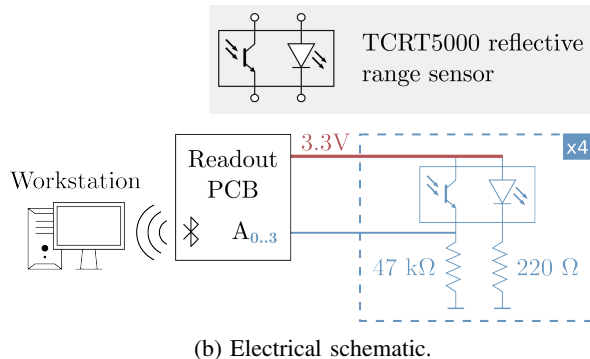 TCRT5000 reflective
range sensor
3.3V
x4
Readout
PCB
Workstation
A0..3
47 kΩ
220 Ω
(b) Electrical schematic.